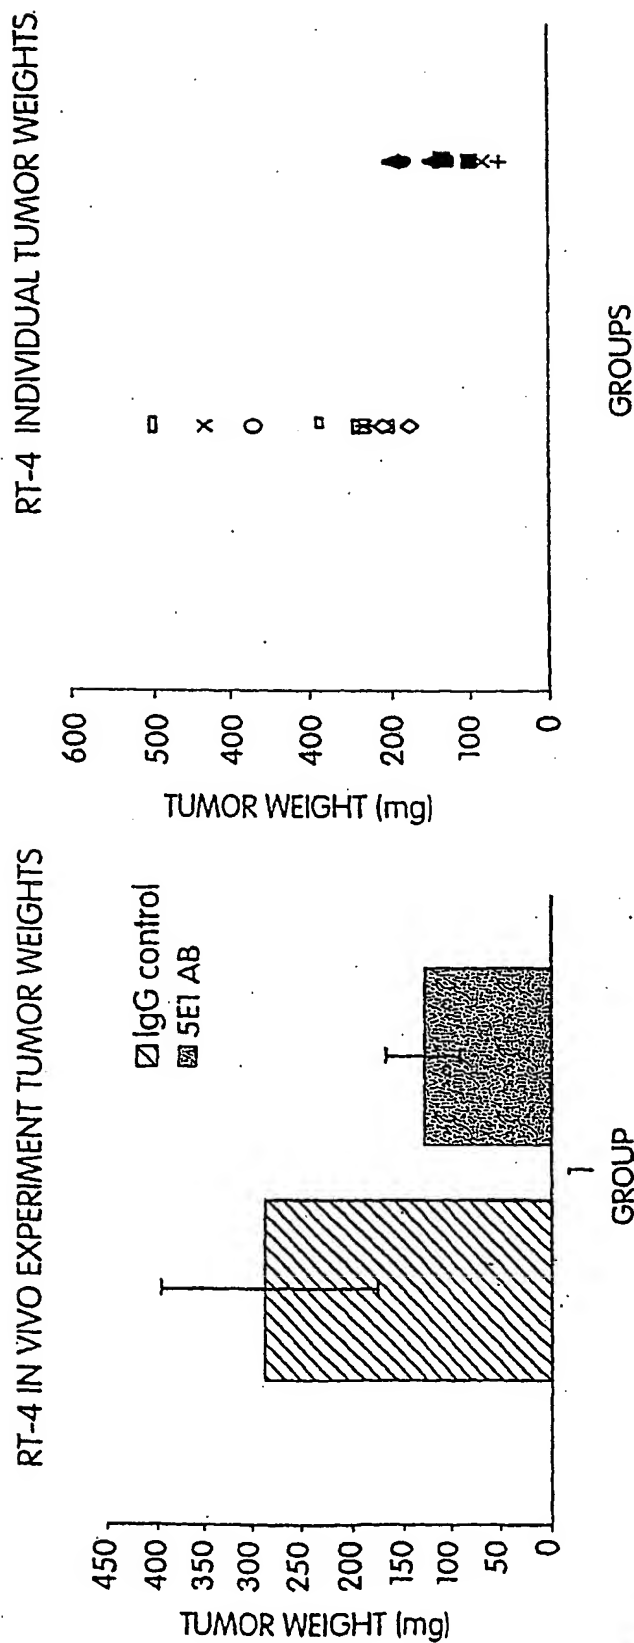 RT-4 IN VIVO EXPERIMENT TUMOR WEIGHTS
IgG control
5E1 AB
TUMOR WEIGHT (mg)
450
400
350
300
250
200
150
100
50
0
1
GROUP
RT-4 INDIVIDUAL TUMOR WEIGHTS.
TUMOR WEIGHT (mg)
600
500
400
400
200
100
0
GROUPS